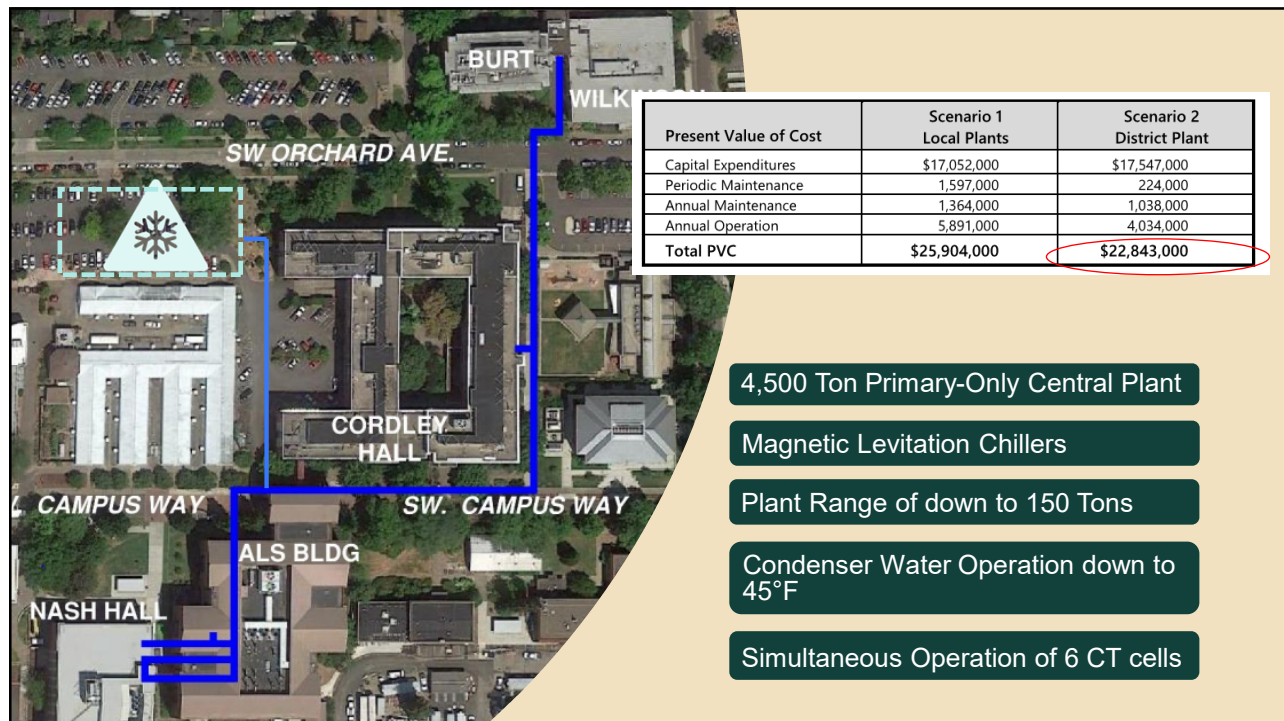 BURT
WILKINSON
SW ORCHARD AVE.
CORDLEY
HALL
CAMPUS WAY
SW. CAMPUS WAY
ALS BLDG
NASH HALL
Present Value of Cost
Scenario 1
Local Plants
Scenario 2
District Plant
Capital Expenditures $17,052,000 $17,547,000
Periodic Maintenance 1,597,000 224,000
Annual Maintenance 1,364,000 1,038,000
Annual Operation 5,891,000 4,034,000
Total PVC $25,904,000 $22,843,000
4,500 Ton Primary-Only Central Plant
Magnetic Levitation Chillers
Plant Range of down to 150 Tons
Condenser Water Operation down to
45°F
Simultaneous Operation of 6 CT cells